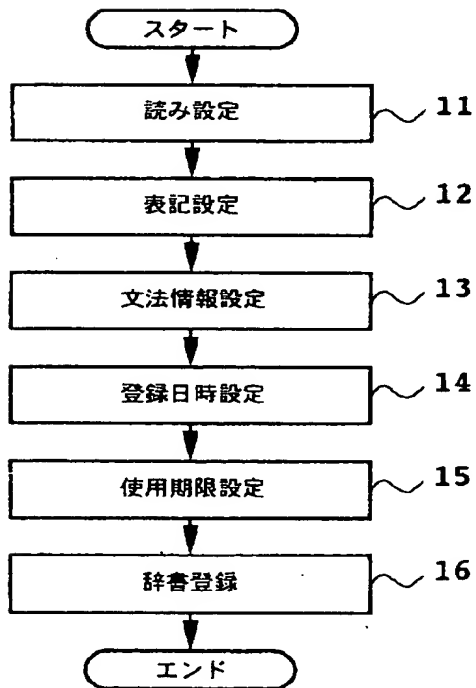 スタート
読み設定 11
表記設定 12
文法情報設定 13
登録日時設定 14
使用期限設定 15
辞書登録 16
エンド